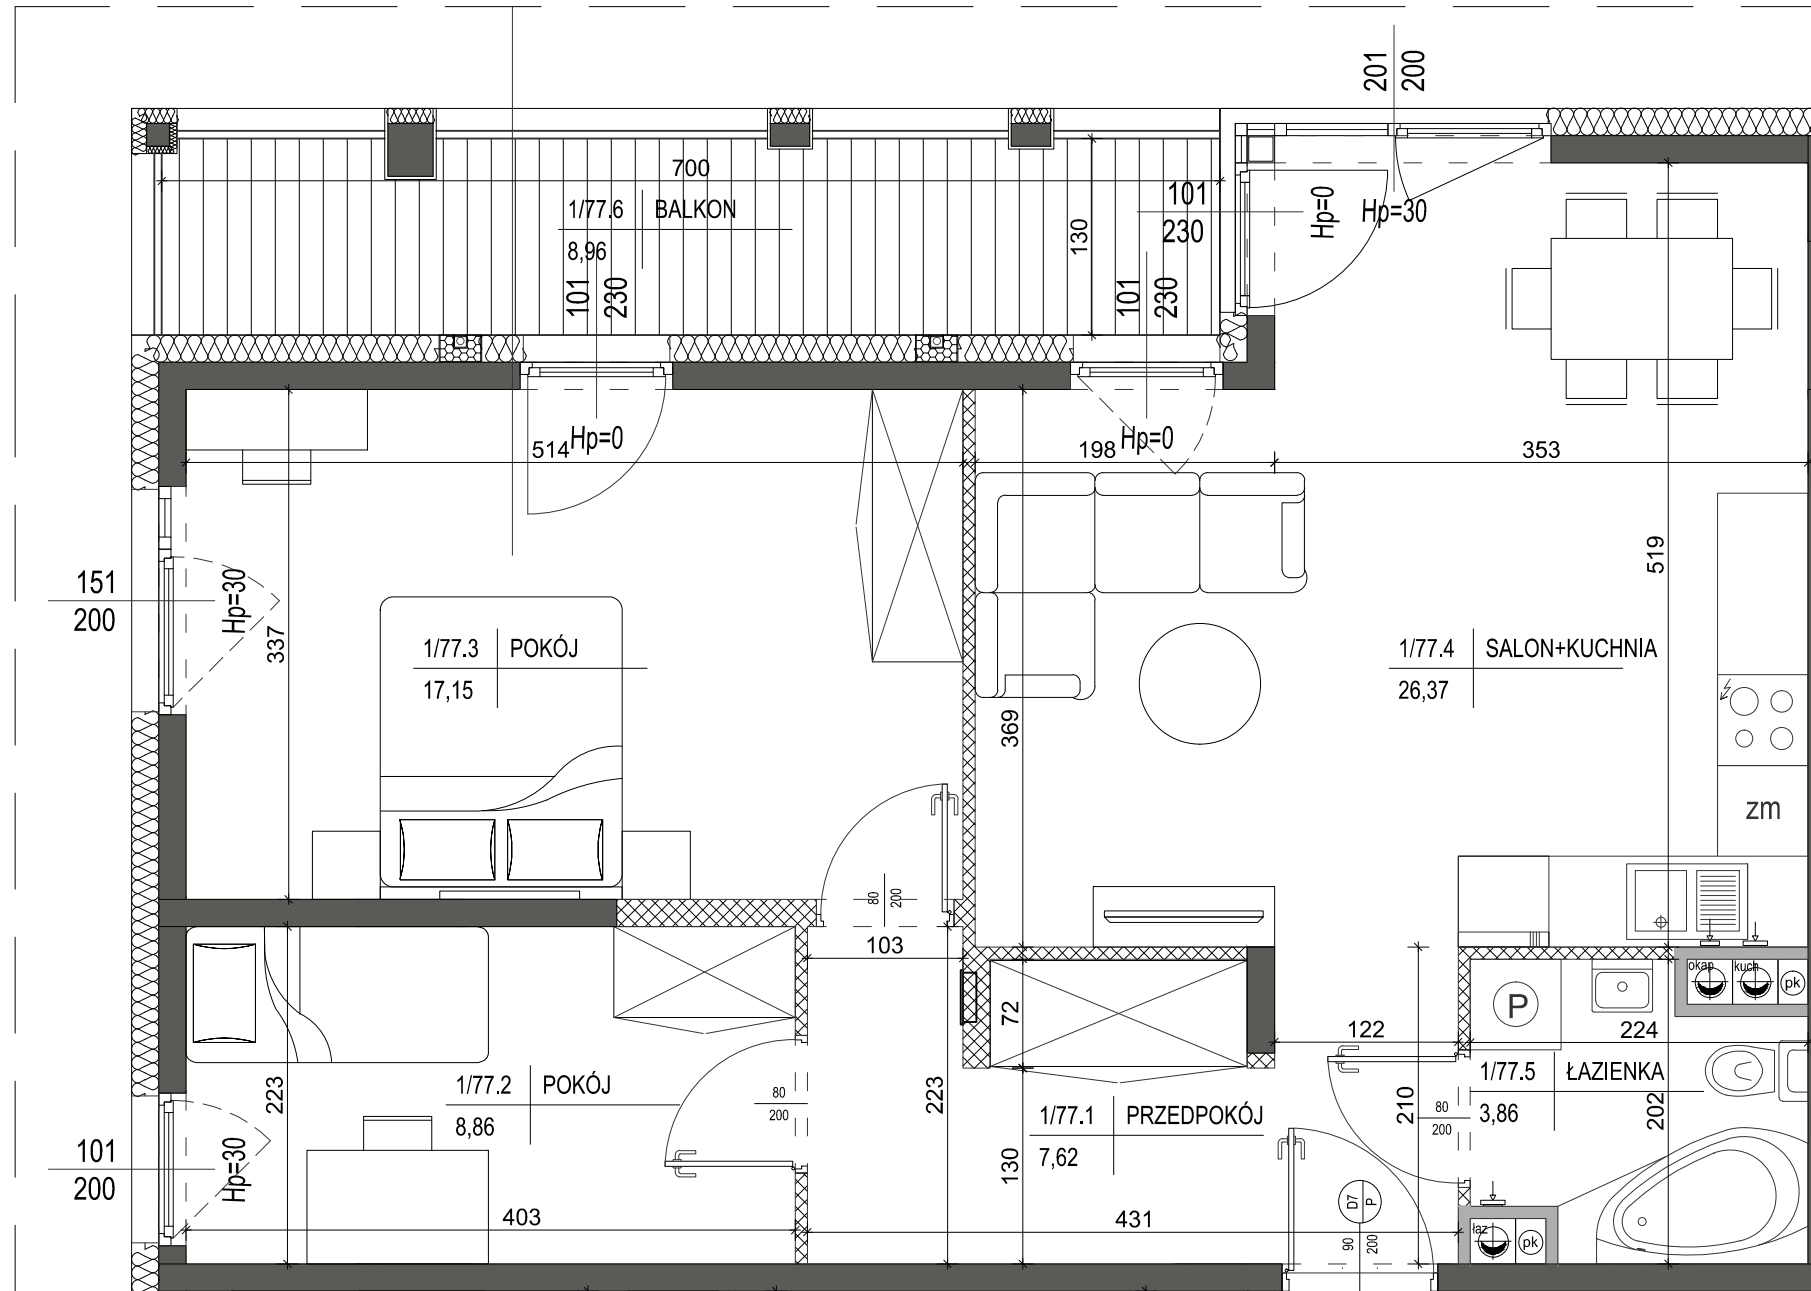 201
200
700
1/77.6 BALKON
8,96
101
230
130
Hp=0
Hp=30
101
230
101
230
514
Hp=0
198
Hp=0
353
151
200
Hp=30
337
519
1/77.3 POKÓJ
17,15
1/77.4 SALON+KUCHNIA
26,37
369
zm
80
200
103
okap
kuch
pk
72
P
122
224
1/77.2 POKÓJ
8,86
223
80
200
223
1/77.1 PRZEDPOKÓJ
7,62
210
80
200
1/77.5 ŁAZIENKA
3,86
202
101
200
Hp=30
130
D7
P
403
431
90
200
łaz
pk